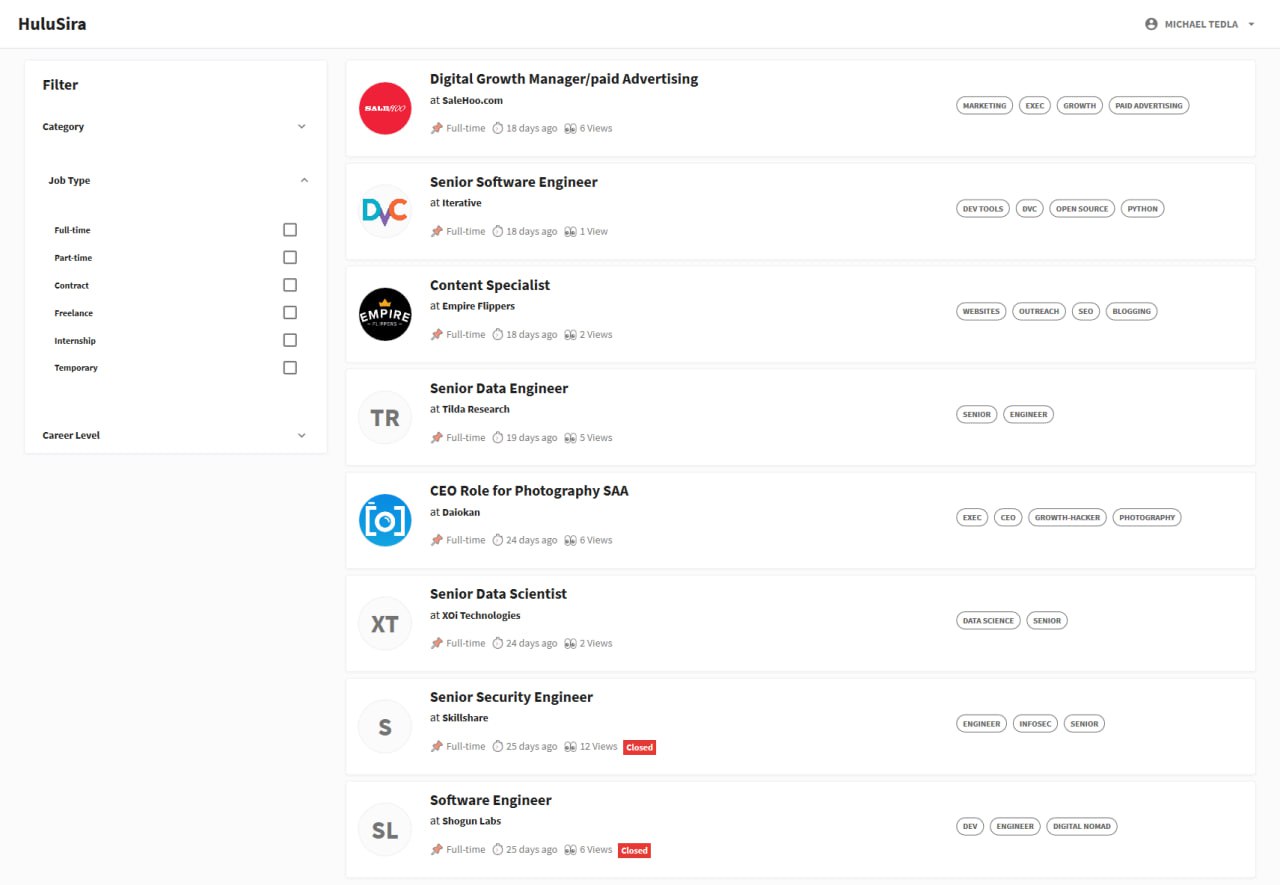 HuluSira
MICHAEL TEDLA
Filter
Category
Job Type
Full-time
Part-time
Contract
Freelance
Internship
Temporary
Career Level
SALEHOO
Digital Growth Manager/paid Advertising
at SaleHoo.com
Full-time 18 days ago 6 Views
MARKETING EXEC GROWTH PAID ADVERTISING
DVC
Senior Software Engineer
at Iterative
Full-time 18 days ago 1 View
DEV TOOLS DVC OPEN SOURCE PYTHON
EMPIRE
FLIPPERS
Content Specialist
at Empire Flippers
Full-time 18 days ago 2 Views
WEBSITES OUTREACH SEO BLOGGING
TR
Senior Data Engineer
at Tilda Research
Full-time 19 days ago 5 Views
SENIOR ENGINEER
CEO Role for Photography SAA
at Daiokan
Full-time 24 days ago 6 Views
EXEC CEO GROWTH-HACKER PHOTOGRAPHY
XT
Senior Data Scientist
at XOi Technologies
Full-time 24 days ago 2 Views
DATA SCIENCE SENIOR
S
Senior Security Engineer
at Skillshare
Full-time 25 days ago 12 Views Closed
ENGINEER INFOSEC SENIOR
SL
Software Engineer
at Shogun Labs
Full-time 25 days ago 6 Views Closed
DEV ENGINEER DIGITAL NOMAD